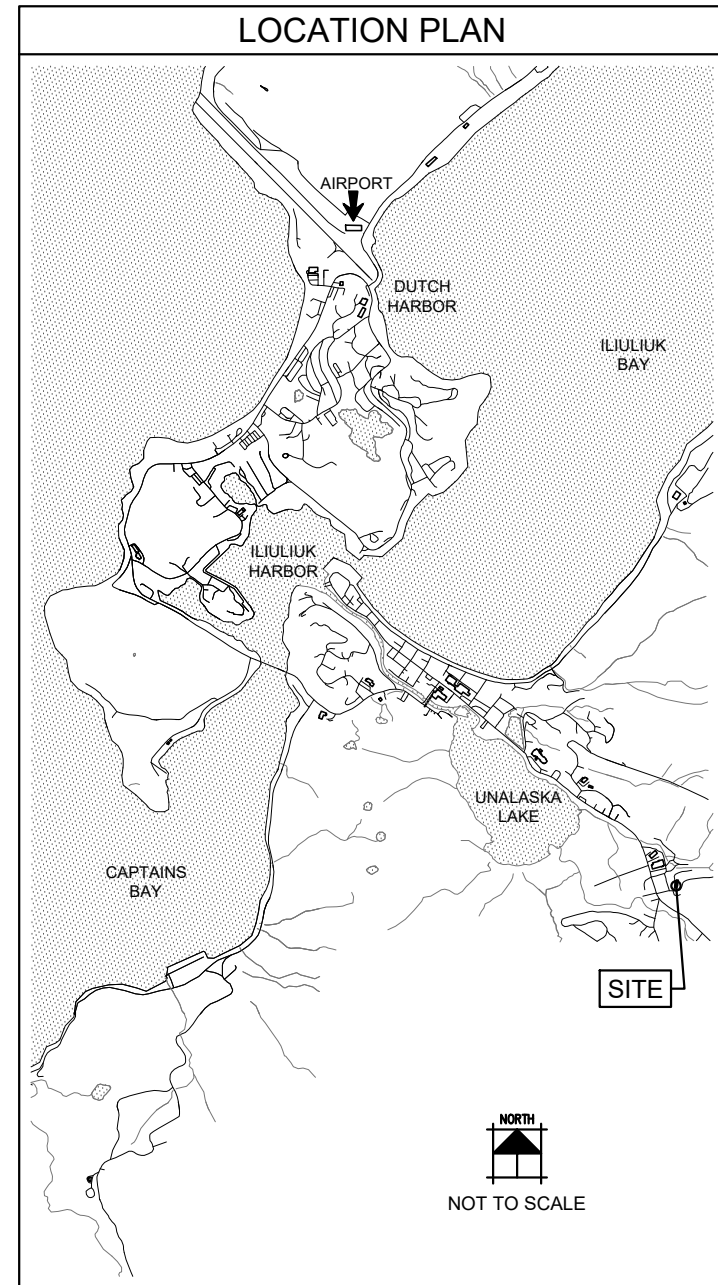 LOCATION PLAN
AIRPORT
DUTCH
HARBOR
ILIULIUK
BAY
ILIULIUK
HARBOR
UNALASKA
LAKE
CAPTAINS
BAY
SITE
NORTH
NOT TO SCALE